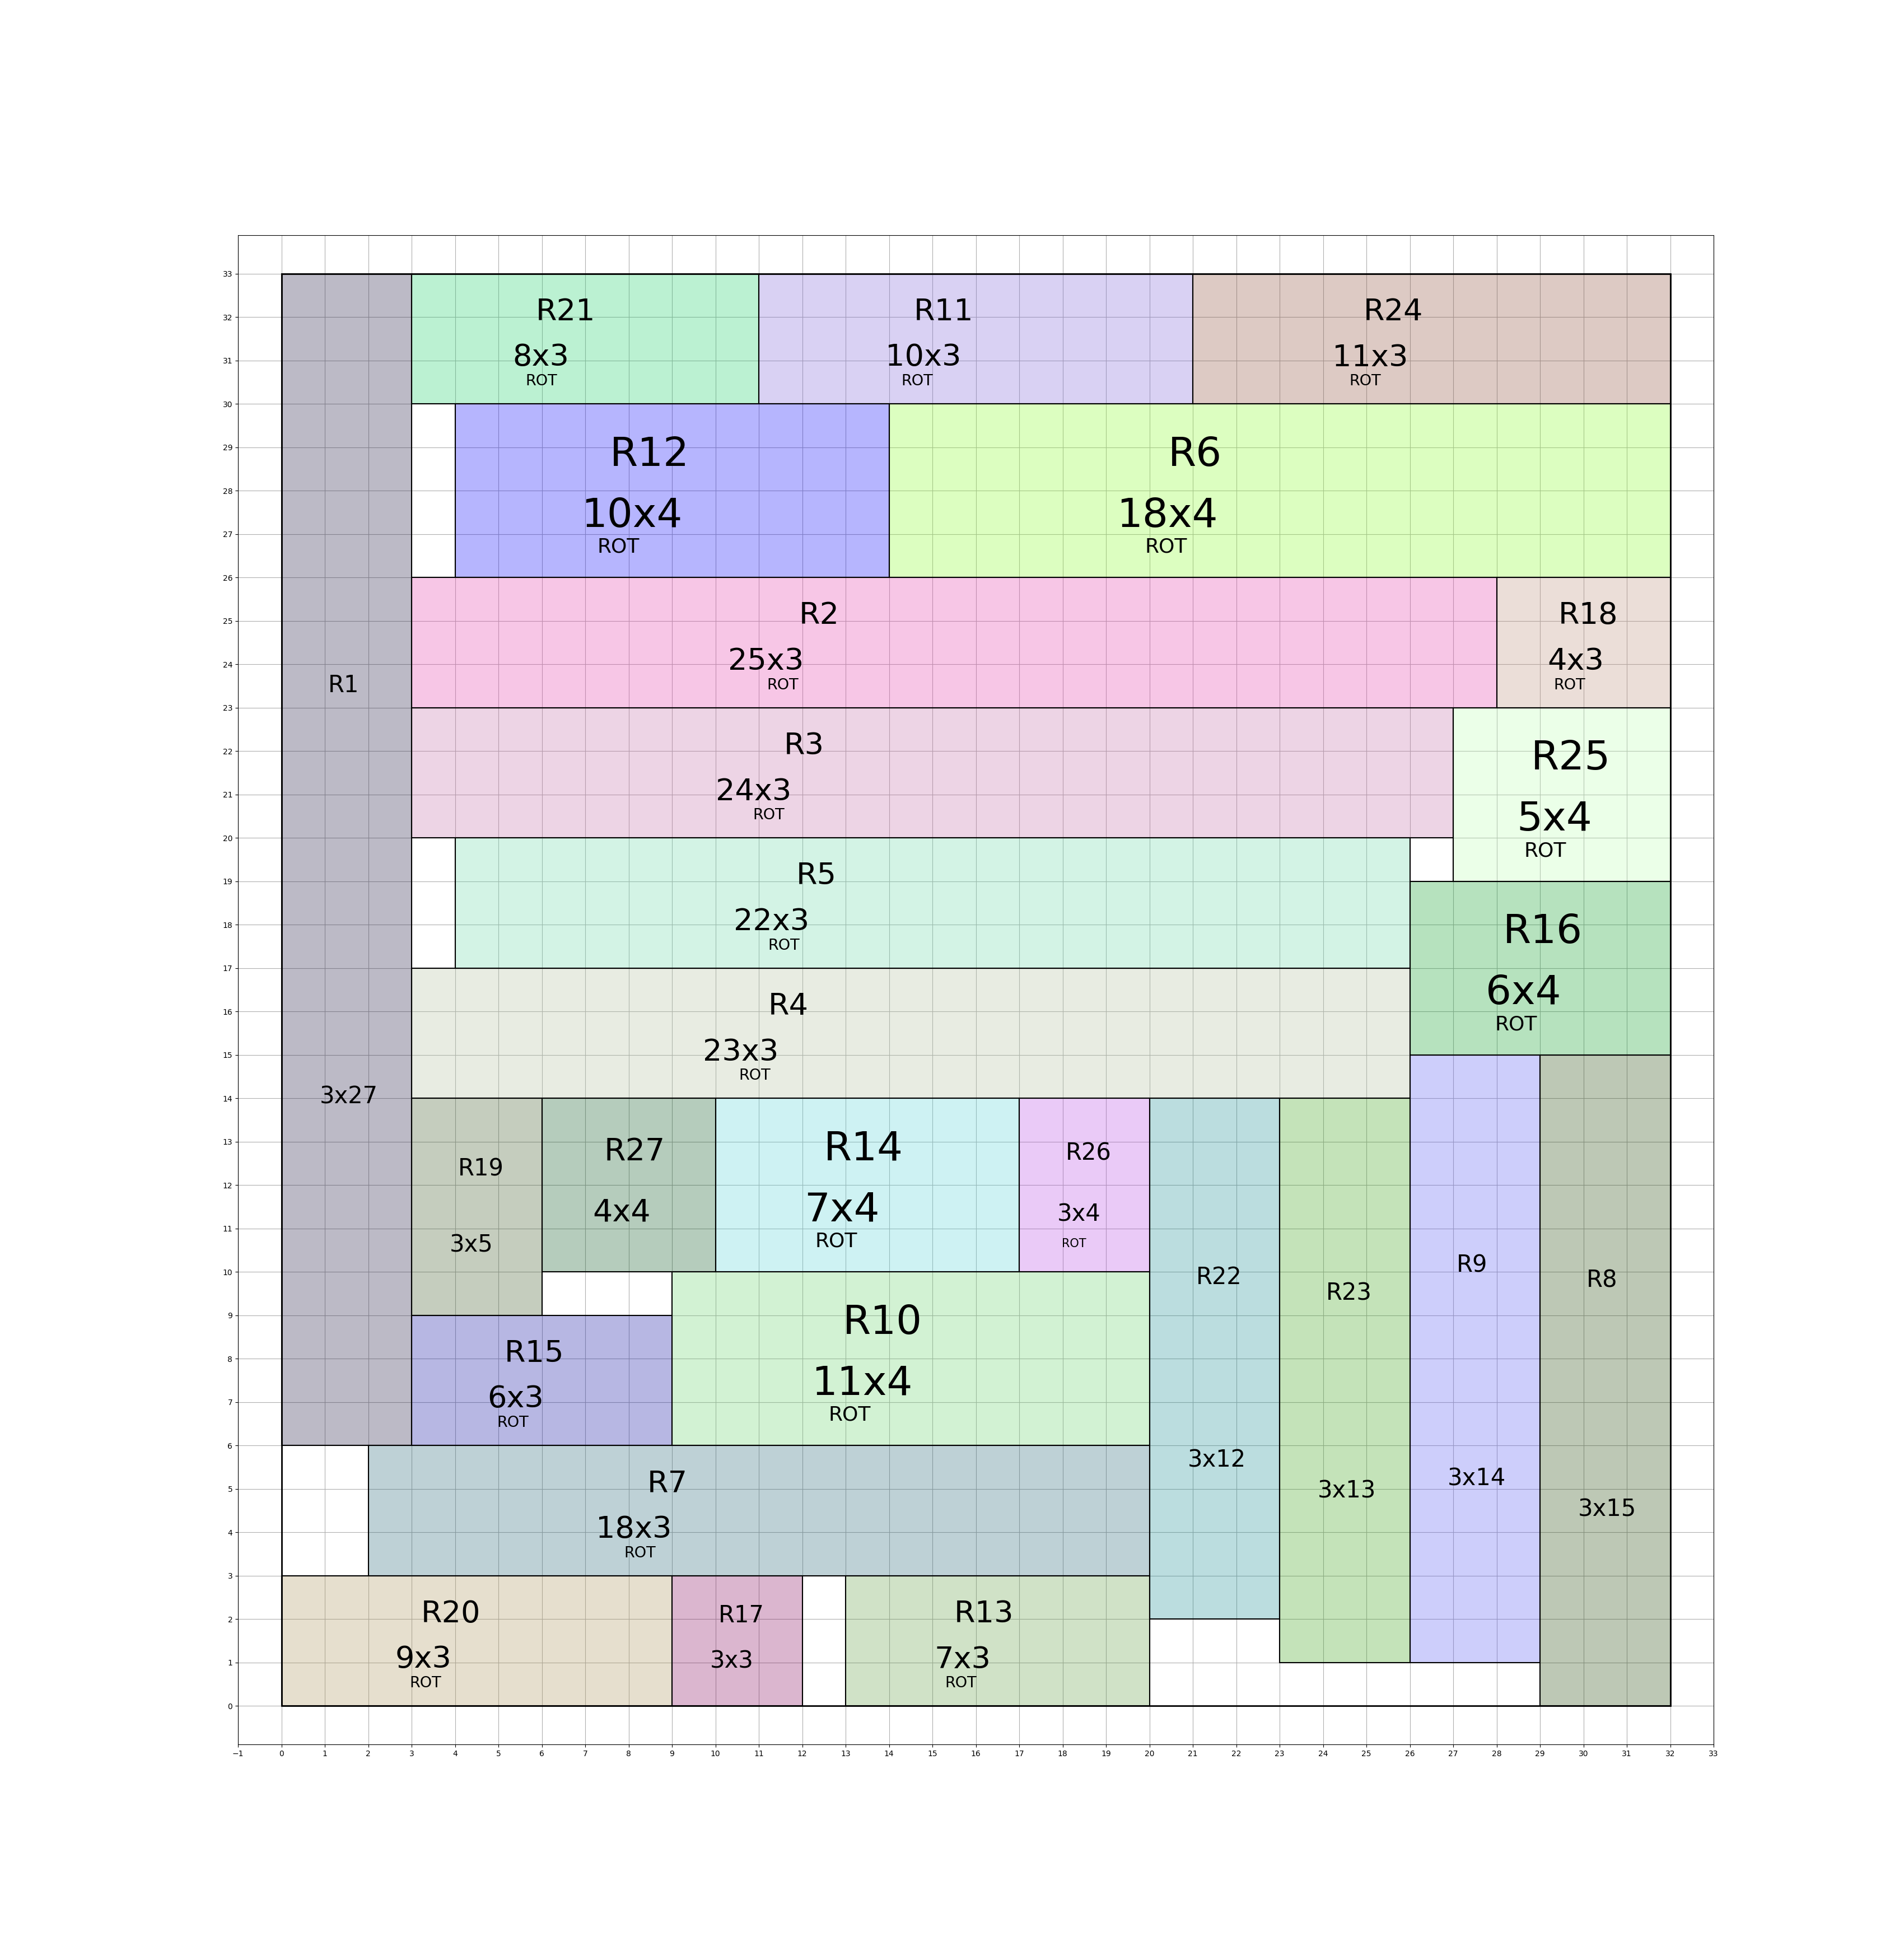 33
32
31
30
29
28
27
26
25
24
23
22
21
20
19
18
17
16
15
14
13
12
11
10
9
8
7
6
5
4
3
2
1
0
R21
8x3
ROT
R11
10x3
ROT
R24
11x3
ROT
R12
10x4
ROT
R6
18x4
ROT
R1
3x27
R2
25x3
ROT
R18
4x3
ROT
R3
24x3
ROT
R25
5x4
ROT
R5
22x3
ROT
R16
6x4
ROT
R4
23x3
ROT
R19
3x5
R27
4x4
R14
7x4
ROT
R26
3x4
ROT
R22
3x12
R23
3x13
R9
3x14
R8
3x15
R15
6x3
ROT
R10
11x4
ROT
R7
18x3
ROT
R20
9x3
ROT
R17
3x3
R13
7x3
ROT
−1 0 1 2 3 4 5 6 7 8 9 10 11 12 13 14 15 16 17 18 19 20 21 22 23 24 25 26 27 28 29 30 31 32 33